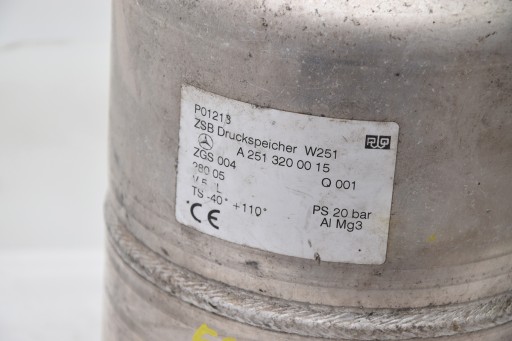 P01213
ZSB Druckspeicher W251
A 251 320 00 15
ZGS 004 Q 001
05
L
TS -40° +110° PS 20 bar
CE Al Mg3